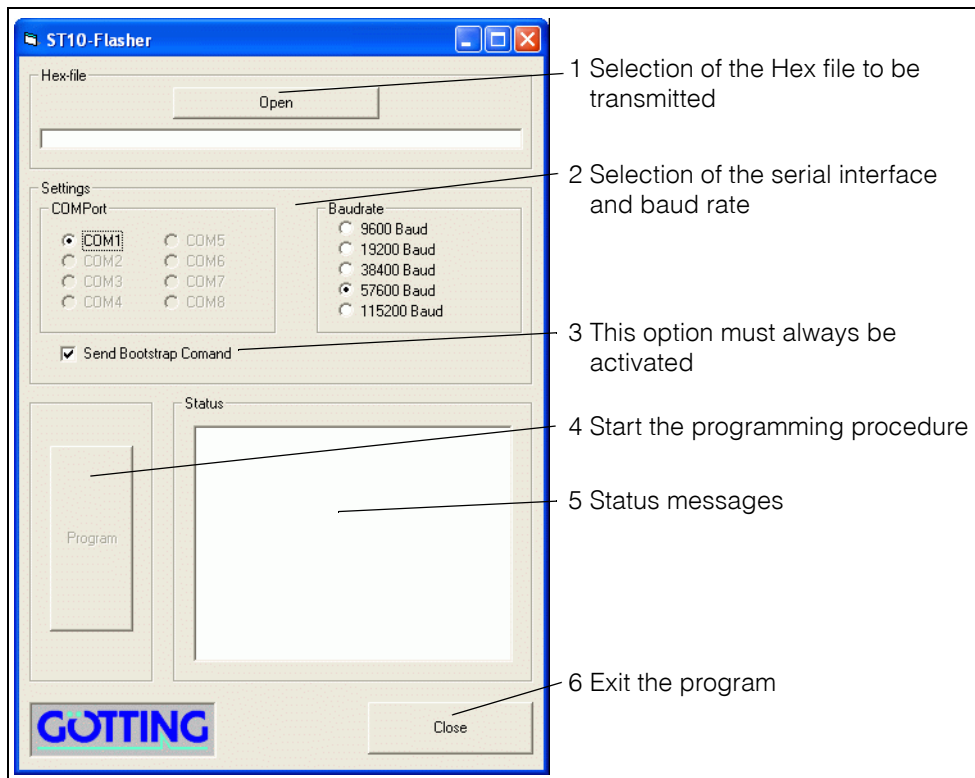 ST10-Flasher
Hex-file
Open
1 Selection of the Hex file to be
transmitted
Settings
COMPort
COM1
COM2
COM3
COM4
COM5
COM6
COM7
COM8
Baudrate
9600 Baud
19200 Baud
38400 Baud
57600 Baud
115200 Baud
2 Selection of the serial interface
and baud rate
Send Bootstrap Comand
3 This option must always be
activated
Program
Status
4 Start the programming procedure
5 Status messages
GÖTTING
Close
6 Exit the program